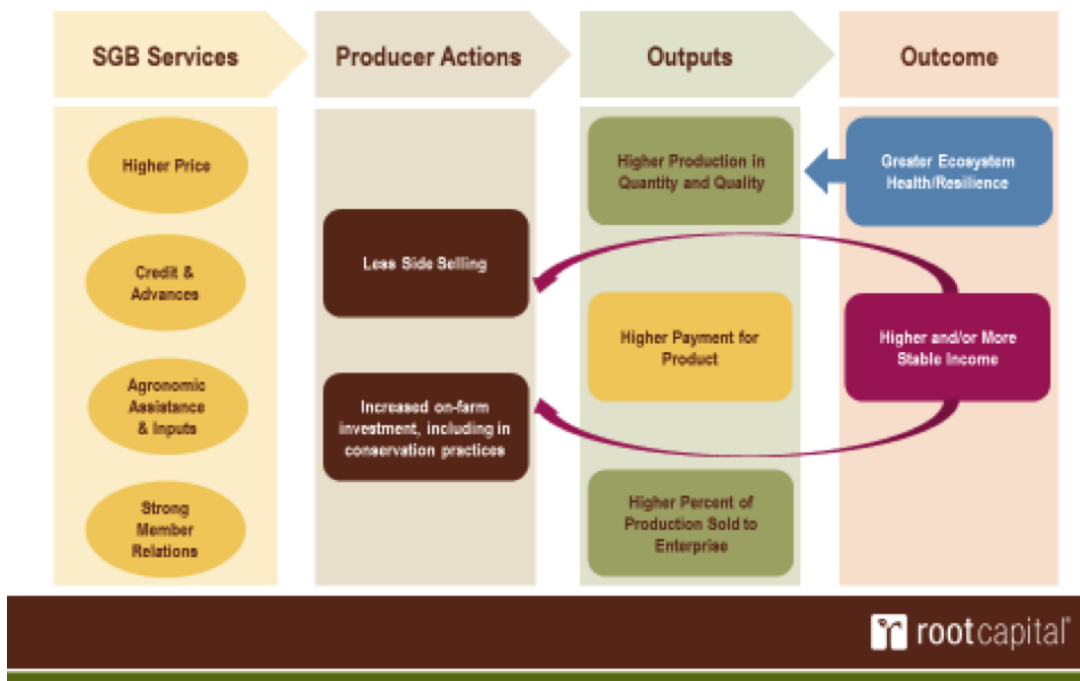 SGB Services
Producer Actions
Outputs
Outcome
Higher Price
Credit &
Advances
Agronomic
Assistance
& Inputs
Strong
Member
Relations
Less Side Selling
Increased on-farm
investment, including in
conservation practices
Higher Production in
Quantity and Quality
Higher Payment for
Product
Higher Percent of
Production Sold to
Enterprise
Greater Ecosystem
Health/Resilience
Higher and/or More
Stable Income
rootcapital®